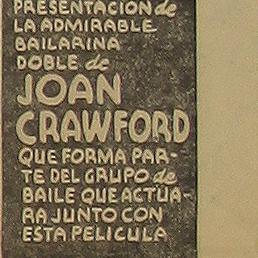 PRESENTACION de
LA ADMIRABLE
BAILARINA
DOBLE de
JOAN
CRAWFORD
QUE FORMA PAR-
TE DEL GRUPO de
BAILE QUE ACTUA-
RA JUNTO CON
ESTA PELICULA